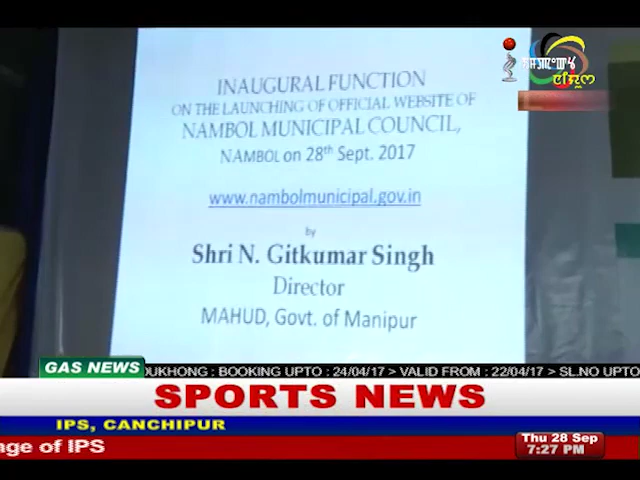 INAUGURAL FUNCTION
ON THE LAUNCHING OF OFFICIAL WEBSITE OF
NAMBOL MUNICIPAL COUNCIL,
NAMBOL on 28th Sept. 2017
www.nambolmunicipal.gov.in
by
Shri N. Gitkumar Singh
Director
MAHUD, Govt. of Manipur
GAS NEWS
OUKHONG : BOOKING UPTO : 24/04/17 > VALID FROM : 22/04/17 > SL.NO UPTO
SPORTS NEWS
IPS, CANCHIPUR
ge of IPS
Thu 28 Sep
7:27 PM